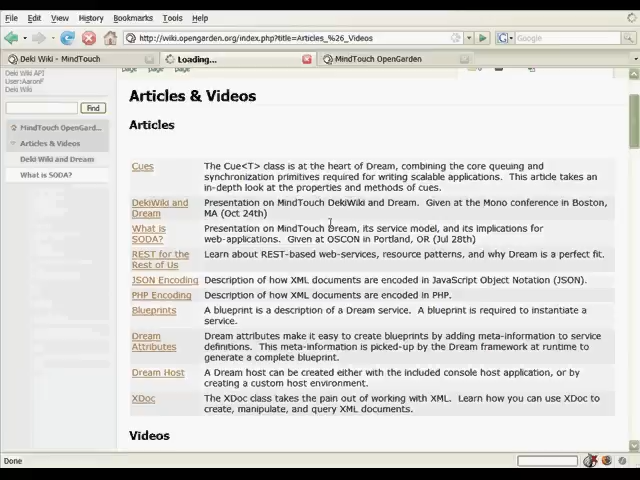 File Edit View History Bookmarks Tools Help
http://wiki.opengarden.org/index.php?title=Articles_%26_Videos
Google
Deki Wiki - MindTouch
Loading...
MindTouch OpenGarden
Deki Wiki API
User:AaronF
Deki Wiki
Find
MindTouch OpenGard...
Articles & Videos
Deki Wiki and Dream
What is SODA?
page page page
Articles & Videos
Articles
Cues The Cue<T> class is at the heart of Dream, combining the core queuing and
synchronization primitives required for writing scalable applications. This article takes an
in-depth look at the properties and methods of cues.
DekiWiki and Presentation on MindTouch DekiWiki and Dream. Given at the Mono conference in Boston,
Dream MA (Oct 24th)
What is Presentation on MindTouch Dream, its service model, and its implications for
SODA? web-applications. Given at OSCON in Portland, OR (Jul 28th)
REST for the Learn about REST-based web-services, resource patterns, and why Dream is a perfect fit.
Rest of Us
JSON Encoding Description of how XML documents are encoded in JavaScript Object Notation (JSON).
PHP Encoding Description of how XML documents are encoded in PHP.
Blueprints A blueprint is a description of a Dream service. A blueprint is required to instantiate a
service.
Dream Dream attributes make it easy to create blueprints by adding meta-information to service
Attributes definitions. This meta-information is picked-up by the Dream framework at runtime to
generate a complete blueprint.
Dream Host A Dream host can be created either with the included console host application, or by
creating a custom host environment.
XDoc The XDoc class takes the pain out of working with XML. Learn how you can use XDoc to
create, manipulate, and query XML documents.
Videos
Done